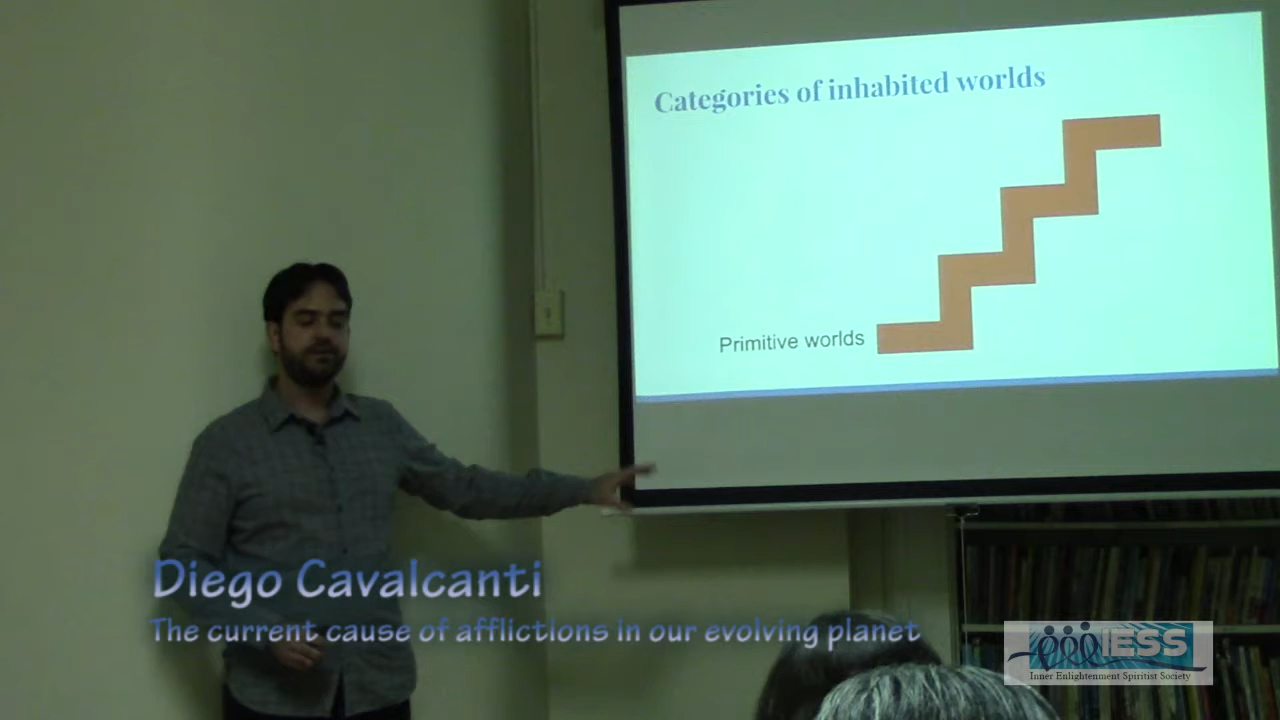 Categories of inhabited worlds
Primitive worlds
Diego Cavalcanti
The current cause of afflictions in our evolving planet
IESS
Inner Enlightenment Spiritist Society